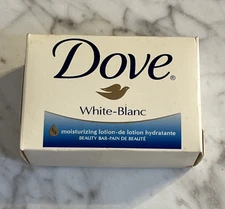 Dove®
White-Blanc
moisturizing lotion-de lotion hydratante
BEAUTY BAR-PAIN DE BEAUTÉ